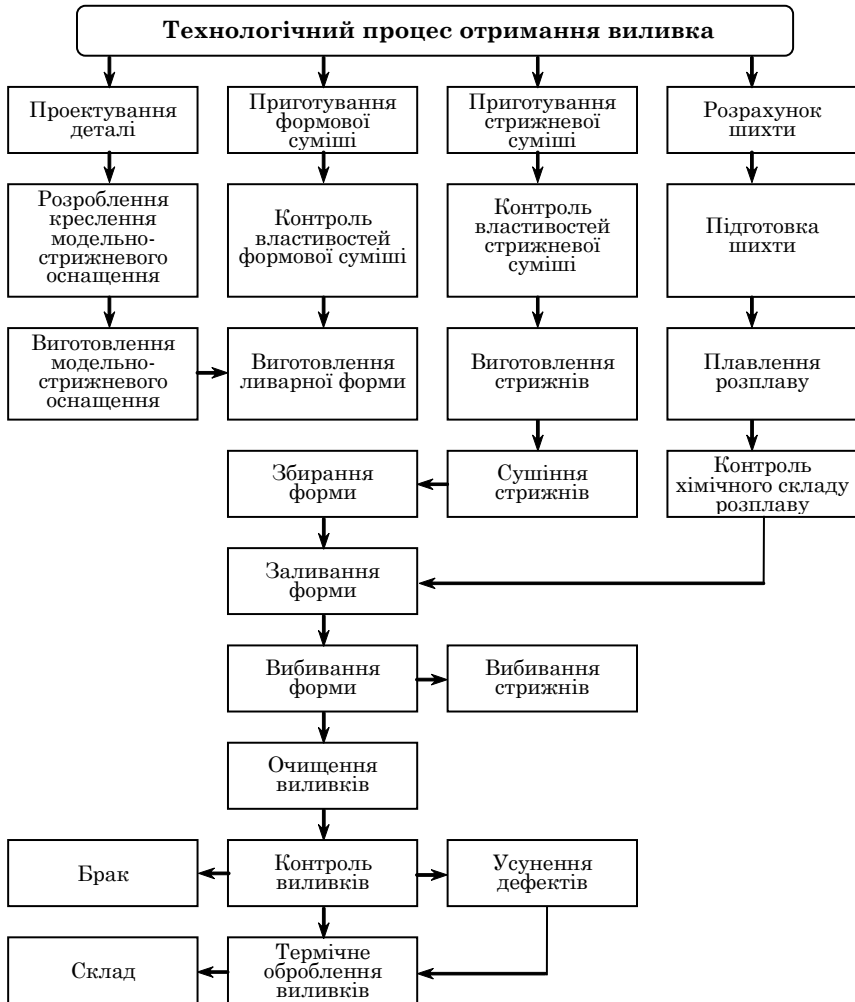 Технологічний процес отримання виливка
Проектування
деталі
Приготування
формової
суміші
Приготування
стрижневої
суміші
Розрахунок
шихти
Розроблення
креслення
модельно-
стрижневого
оснащення
Контроль
властивостей
формової суміші
Контроль
властивостей
стрижневої
суміші
Підготовка
шихти
Виготовлення
модельно-
стрижневого
оснащення
Виготовлення
ливарної форми
Виготовлення
стрижнів
Плавлення
розплаву
Збирання
форми
Сушіння
стрижнів
Контроль
хімічного складу
розплаву
Заливання
форми
Вибивання
форми
Вибивання
стрижнів
Очищення
виливків
Брак
Контроль
виливків
Усунення
дефектів
Склад
Термічне
оброблення
виливків